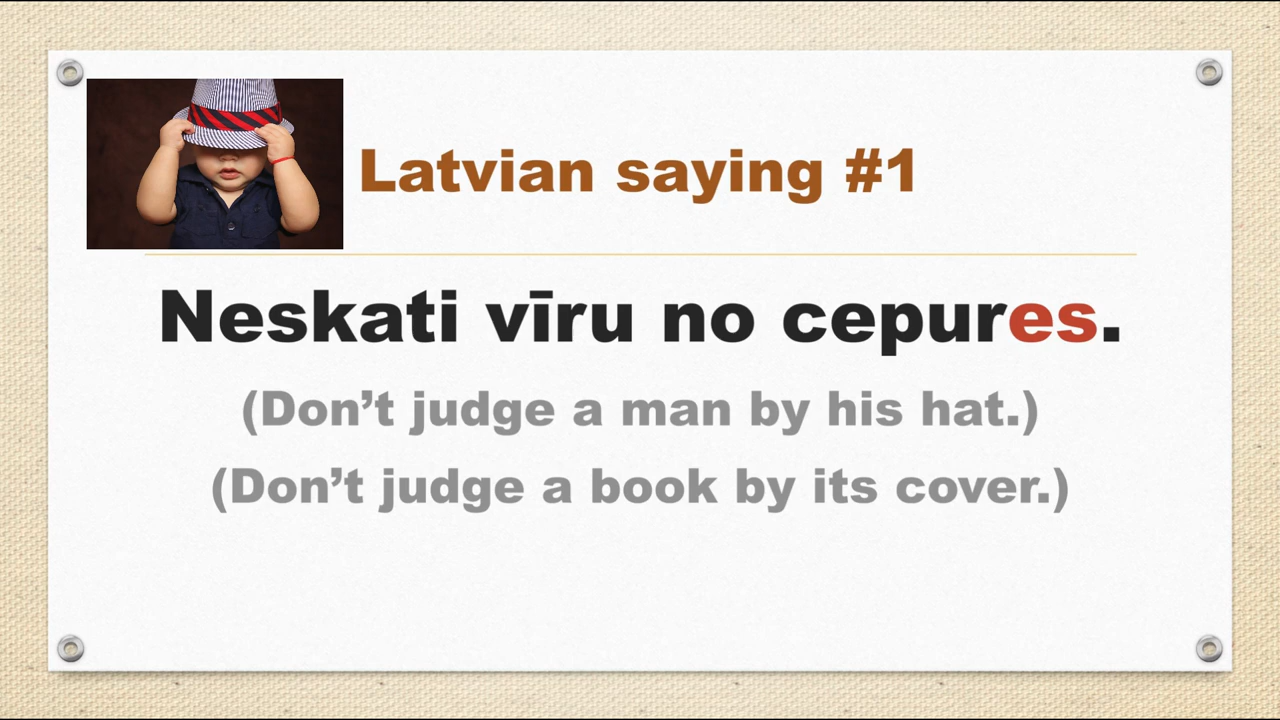 Latvian saying #1
Neskati vīru no cepures.
(Don’t judge a man by his hat.)
(Don’t judge a book by its cover.)